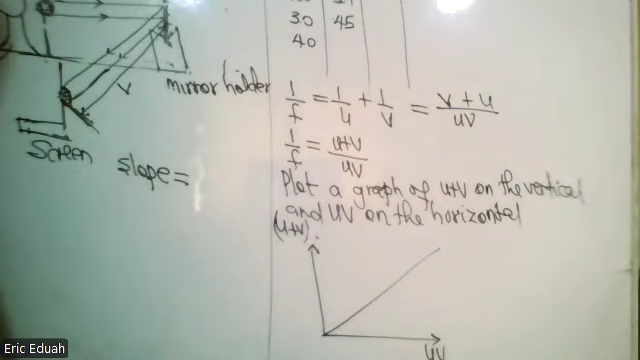 30 45
40
mirror holder
v
Screen
slope =
1/f = 1/u + 1/v = v + u/uv
1/f = u+v/uv
Plot a graph of u+v on the vertical
and UV on the horizontal
(u+v).
UV
Eric Eduah